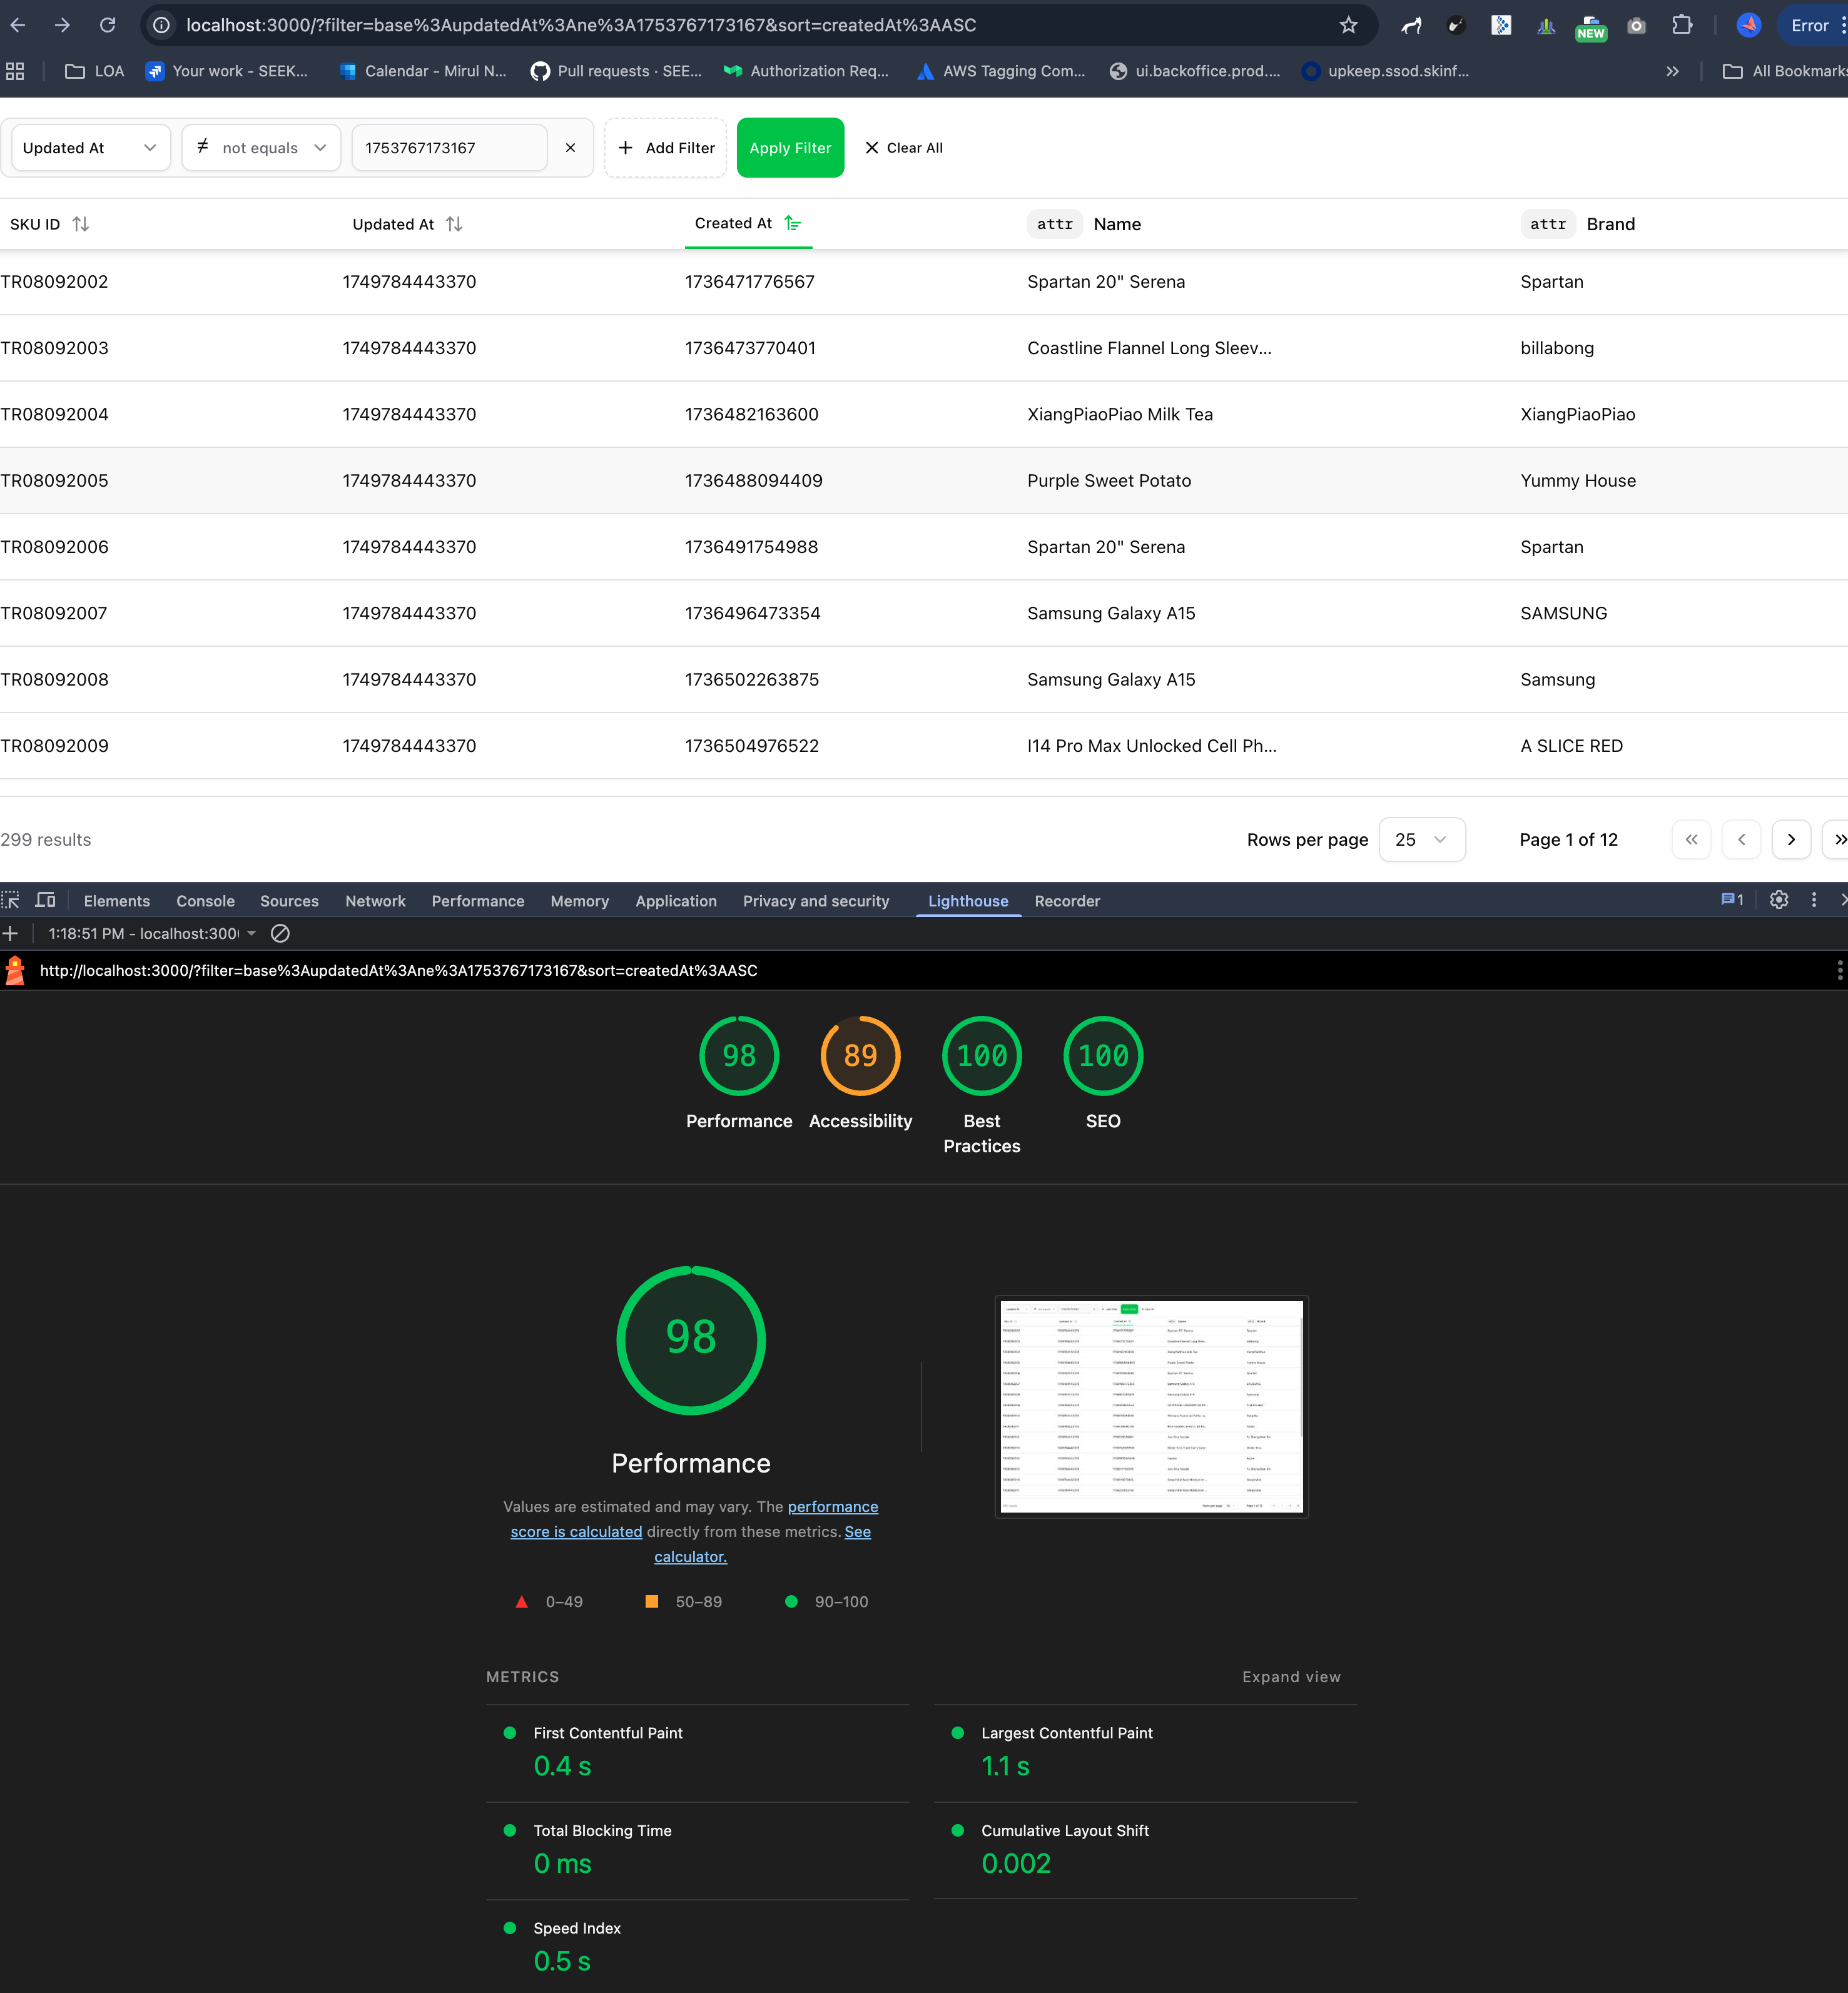 localhost:3000/?filter=base%3AupdatedAt%3Ane%3A1753767173167&sort=createdAt%3AASC
NEW
Error
LOA
Your work - SEEK...
Calendar - Mirul N...
Pull requests · SEE...
Authorization Req...
AWS Tagging Com...
ui.backoffice.prod....
upkeep.ssod.skinf...
All Bookmarks
Updated At
≠ not equals
1753767173167
× 
+ Add Filter
Apply Filter
Clear All
SKU ID Updated At Created At attr Name attr Brand
TR08092002 1749784443370 1736471776567 Spartan 20" Serena Spartan
TR08092003 1749784443370 1736473770401 Coastline Flannel Long Sleev... billabong
TR08092004 1749784443370 1736482163600 XiangPiaoPiao Milk Tea XiangPiaoPiao
TR08092005 1749784443370 1736488094409 Purple Sweet Potato Yummy House
TR08092006 1749784443370 1736491754988 Spartan 20" Serena Spartan
TR08092007 1749784443370 1736496473354 Samsung Galaxy A15 SAMSUNG
TR08092008 1749784443370 1736502263875 Samsung Galaxy A15 Samsung
TR08092009 1749784443370 1736504976522 I14 Pro Max Unlocked Cell Ph... A SLICE RED
299 results Rows per page 25 Page 1 of 12
Elements Console Sources Network Performance Memory Application Privacy and security Lighthouse Recorder 1
1:18:51 PM - localhost:300
http://localhost:3000/?filter=base%3AupdatedAt%3Ane%3A1753767173167&sort=createdAt%3AASC
98 89 100 100
Performance Accessibility Best Practices SEO
98
Performance
Values are estimated and may vary. The performance
score is calculated directly from these metrics. See
calculator.
0–49 50–89 90–100
METRICS Expand view
First Contentful Paint
0.4 s
Largest Contentful Paint
1.1 s
Total Blocking Time
0 ms
Cumulative Layout Shift
0.002
Speed Index
0.5 s